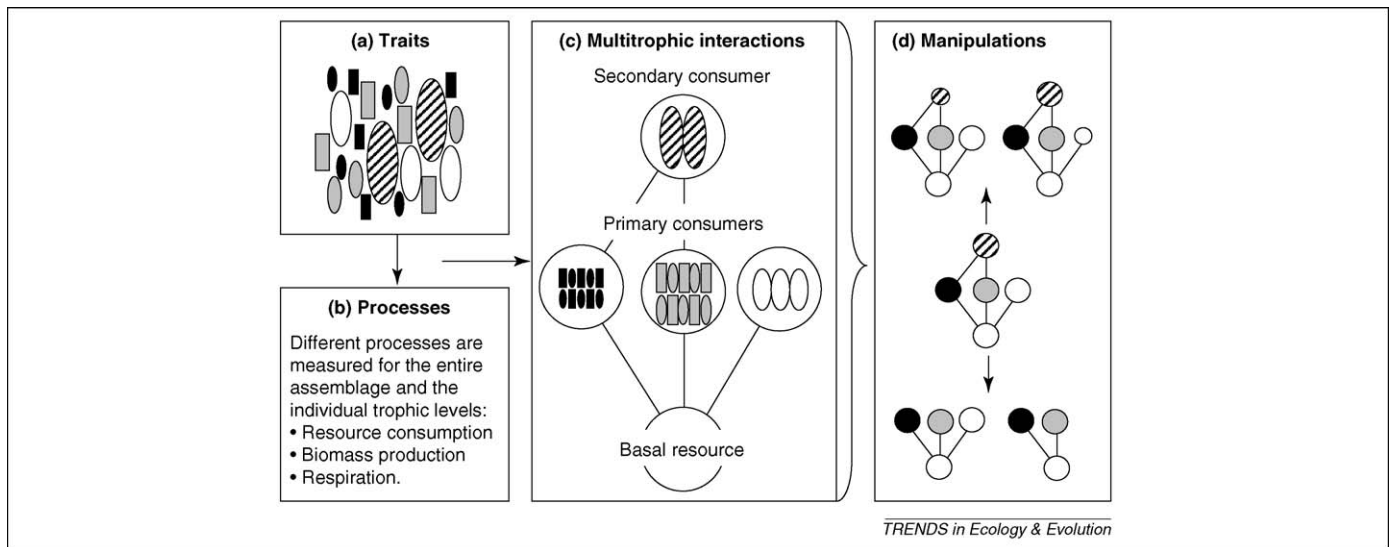 (a) Traits
(b) Processes
Different processes are
measured for the entire
assemblage and the
individual trophic levels:
• Resource consumption
• Biomass production
• Respiration.
(c) Multitrophic interactions
Secondary consumer
Primary consumers
Basal resource
(d) Manipulations
TRENDS in Ecology & Evolution